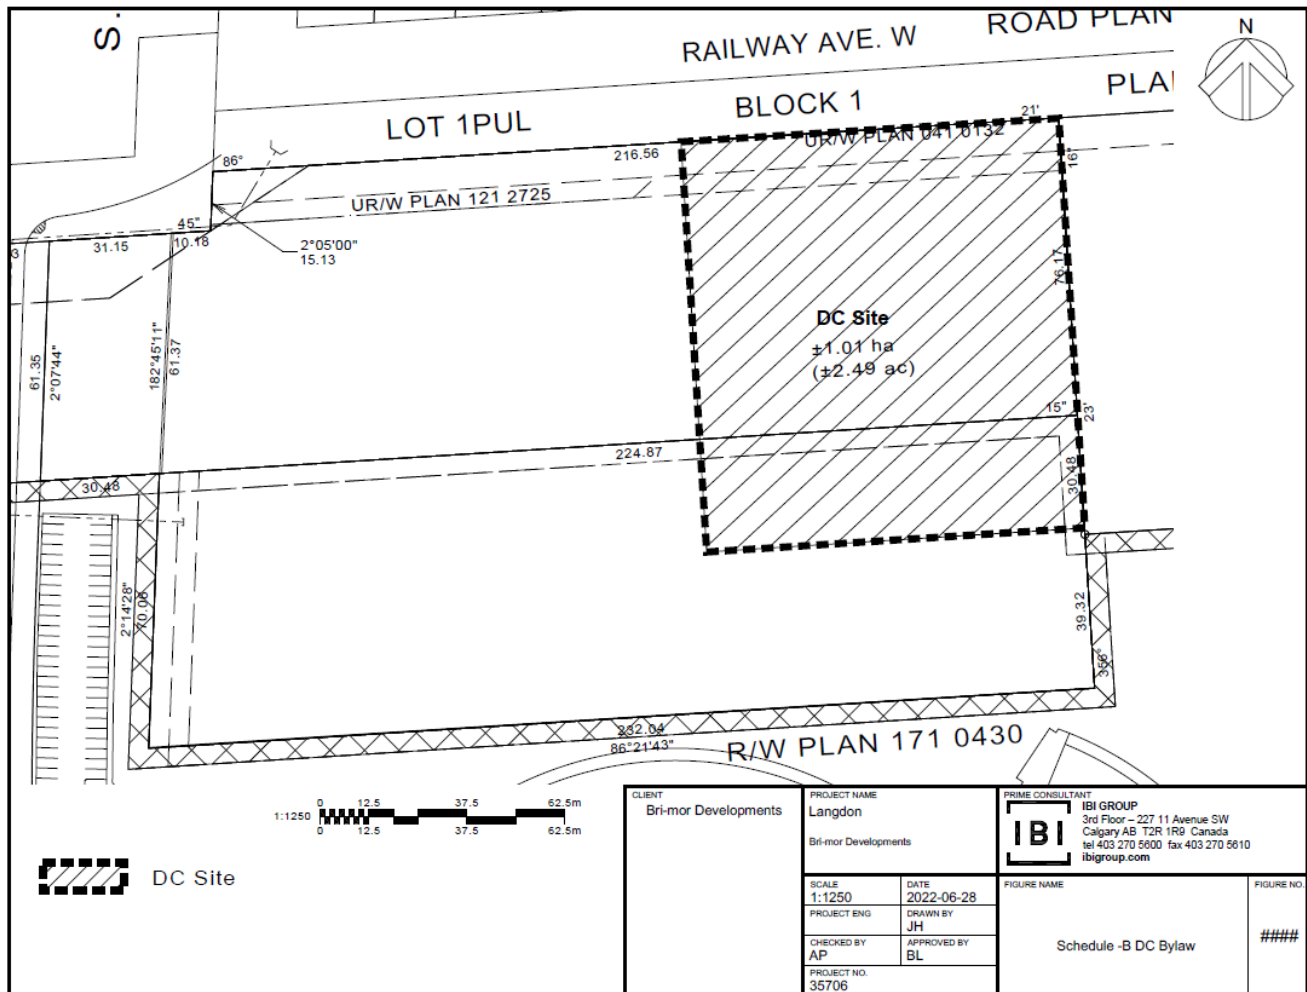 S.
RAILWAY AVE. W
ROAD PLAN
N
LOT 1PUL
BLOCK 1
PLA
86°
216.56
21'
UR/W PLAN 041 0132
16"
UR/W PLAN 121 2725
45"
31.15
10.18
2°05'00"
15.13
3
76.17
DC Site
±1.01 ha
(±2.49 ac)
61.35
2°07'44"
182°45'11"
61.37
15"
23'
224.87
30.48
30.48
2°14'28"
70.06
39.32
356°
232.04
86°21'43"
R/W PLAN 171 0430
1:1250
0 12.5 37.5 62.5m
0 12.5 37.5 62.5m
DC Site
CLIENT
Bri-mor Developments
PROJECT NAME
Langdon
Bri-mor Developments
PRIME CONSULTANT
IBI
IBI GROUP
3rd Floor – 227 11 Avenue SW
Calgary AB T2R 1R9 Canada
tel 403 270 5600 fax 403 270 5610
ibigroup.com
SCALE
1:1250
DATE
2022-06-28
PROJECT ENG
DRAWN BY
JH
CHECKED BY
AP
APPROVED BY
BL
PROJECT NO.
35706
FIGURE NAME
Schedule -B DC Bylaw
FIGURE NO.
####